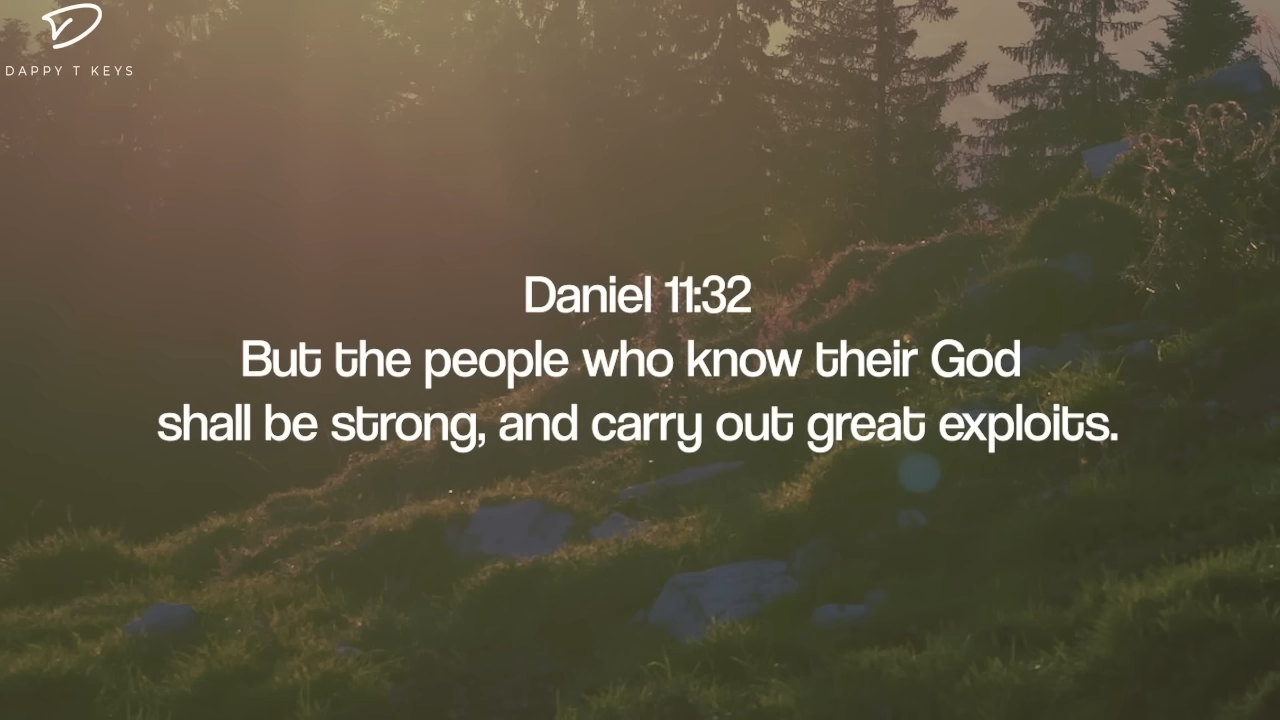 DAPPY T KEYS
Daniel 11:32
But the people who know their God
shall be strong, and carry out great exploits.